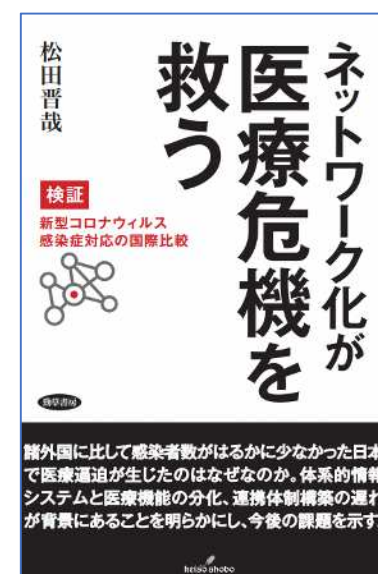 ネットワーク化が
医療危機を
救う
松田晋哉
検証
新型コロナウィルス
感染症対応の国際比較
勁草書房
諸外国に比して感染者数がはるかに少なかった日本
で医療逼迫が生じたのはなぜなのか。体系的情報
システムと医療機能の分化、連携体制構築の遅れ
が背景にあることを明らかにし、今後の課題を示す。
keiso shobo